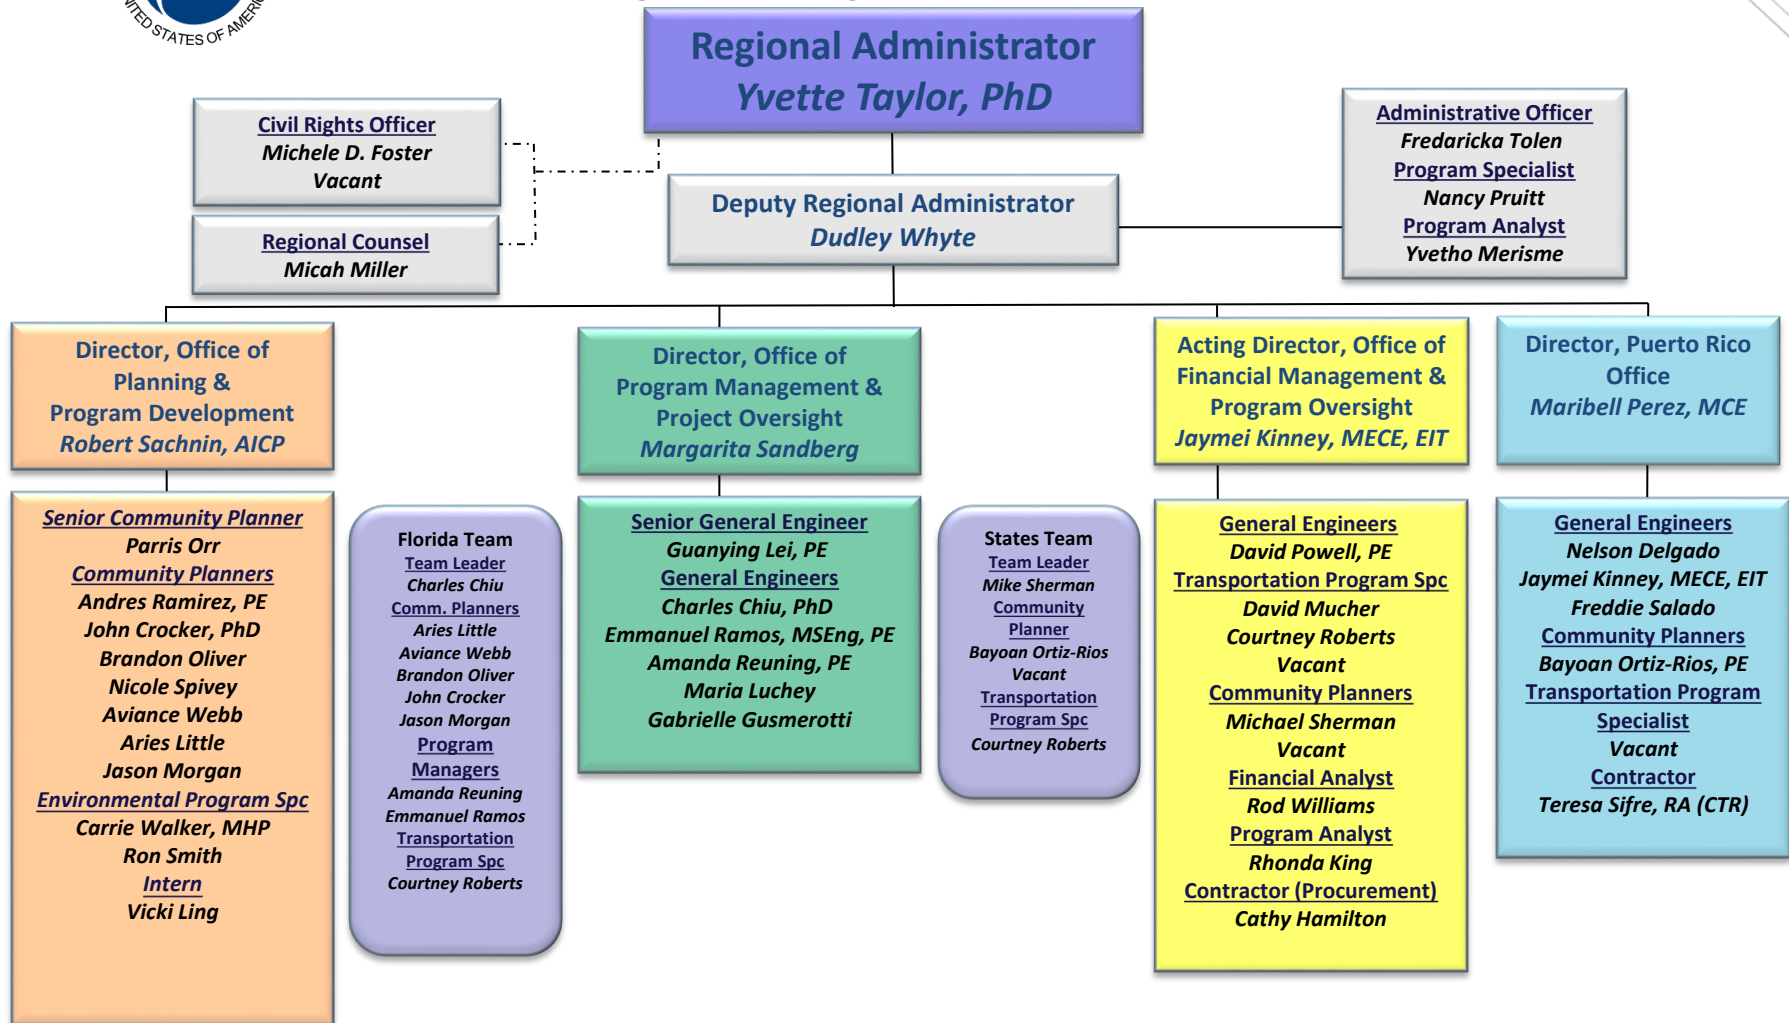 UNITED STATES OF AMERICA
Regional Administrator
Yvette Taylor, PhD
Civil Rights Officer
Michele D. Foster
Vacant
Regional Counsel
Micah Miller
Deputy Regional Administrator
Dudley Whyte
Administrative Officer
Fredaricka Tolen
Program Specialist
Nancy Pruitt
Program Analyst
Yvetho Merisme
Director, Office of
Planning &
Program Development
Robert Sachnin, AICP
Director, Office of
Program Management &
Project Oversight
Margarita Sandberg
Acting Director, Office of
Financial Management &
Program Oversight
Jaymei Kinney, MECE, EIT
Director, Puerto Rico
Office
Maribell Perez, MCE
Senior Community Planner
Parris Orr
Community Planners
Andres Ramirez, PE
John Crocker, PhD
Brandon Oliver
Nicole Spivey
Aviance Webb
Aries Little
Jason Morgan
Environmental Program Spc
Carrie Walker, MHP
Ron Smith
Intern
Vicki Ling
Florida Team
Team Leader
Charles Chiu
Comm. Planners
Aries Little
Aviance Webb
Brandon Oliver
John Crocker
Jason Morgan
Program
Managers
Amanda Reuning
Emmanuel Ramos
Transportation
Program Spc
Courtney Roberts
Senior General Engineer
Guanying Lei, PE
General Engineers
Charles Chiu, PhD
Emmanuel Ramos, MSEng, PE
Amanda Reuning, PE
Maria Luchey
Gabrielle Gusmerotti
States Team
Team Leader
Mike Sherman
Community
Planner
Bayoan Ortiz-Rios
Vacant
Transportation
Program Spc
Courtney Roberts
General Engineers
David Powell, PE
Transportation Program Spc
David Mucher
Courtney Roberts
Vacant
Community Planners
Michael Sherman
Vacant
Financial Analyst
Rod Williams
Program Analyst
Rhonda King
Contractor (Procurement)
Cathy Hamilton
General Engineers
Nelson Delgado
Jaymei Kinney, MECE, EIT
Freddie Salado
Community Planners
Bayoan Ortiz-Rios, PE
Transportation Program
Specialist
Vacant
Contractor
Teresa Sifre, RA (CTR)